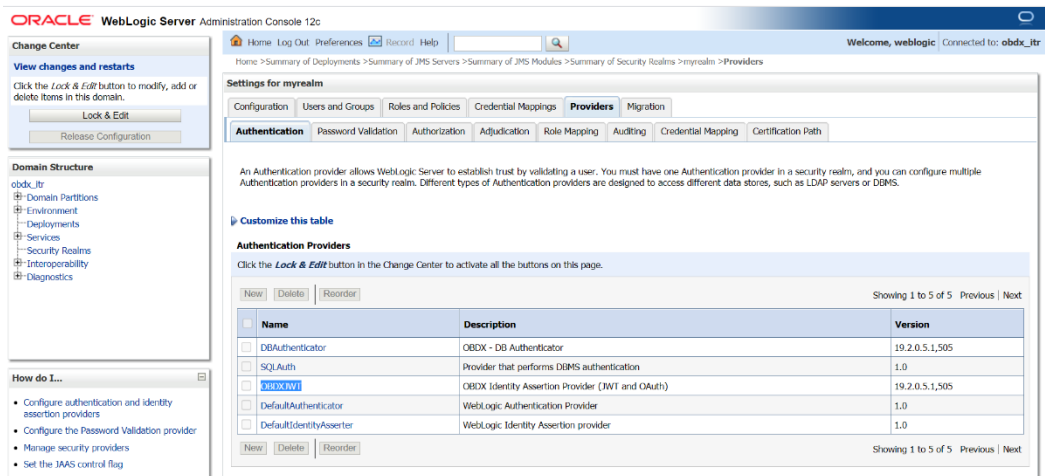 ORACLE WebLogic Server Administration Console 12c
Change Center
View changes and restarts
Click the Lock & Edit button to modify, add or
delete items in this domain.
Lock & Edit
Release Configuration
Domain Structure
obdx_itr
Domain Partitions
Environment
Deployments
Services
Security Realms
Interoperability
Diagnostics
How do I...
• Configure authentication and identity
assertion providers
• Configure the Password Validation provider
• Manage security providers
• Set the JAAS control flag
Home Log Out Preferences Record Help
Welcome, weblogic Connected to: obdx_itr
Home >Summary of Deployments >Summary of JMS Servers >Summary of JMS Modules >Summary of Security Realms >myrealm >Providers
Settings for myrealm
Configuration Users and Groups Roles and Policies Credential Mappings Providers Migration
Authentication Password Validation Authorization Adjudication Role Mapping Auditing Credential Mapping Certification Path
An Authentication provider allows WebLogic Server to establish trust by validating a user. You must have one Authentication provider in a security realm, and you can configure multiple
Authentication providers in a security realm. Different types of Authentication providers are designed to access different data stores, such as LDAP servers or DBMS.
Customize this table
Authentication Providers
Click the Lock & Edit button in the Change Center to activate all the buttons on this page.
New Delete Reorder Showing 1 to 5 of 5 Previous | Next
Name Description Version
DBAuthenticator OBDX - DB Authenticator 19.2.0.5.1,505
SQLAuth Provider that performs DBMS authentication 1.0
OBDXJWT OBDX Identity Assertion Provider (JWT and OAuth) 19.2.0.5.1,505
DefaultAuthenticator WebLogic Authentication Provider 1.0
DefaultIdentityAsserter WebLogic Identity Assertion provider 1.0
New Delete Reorder Showing 1 to 5 of 5 Previous | Next